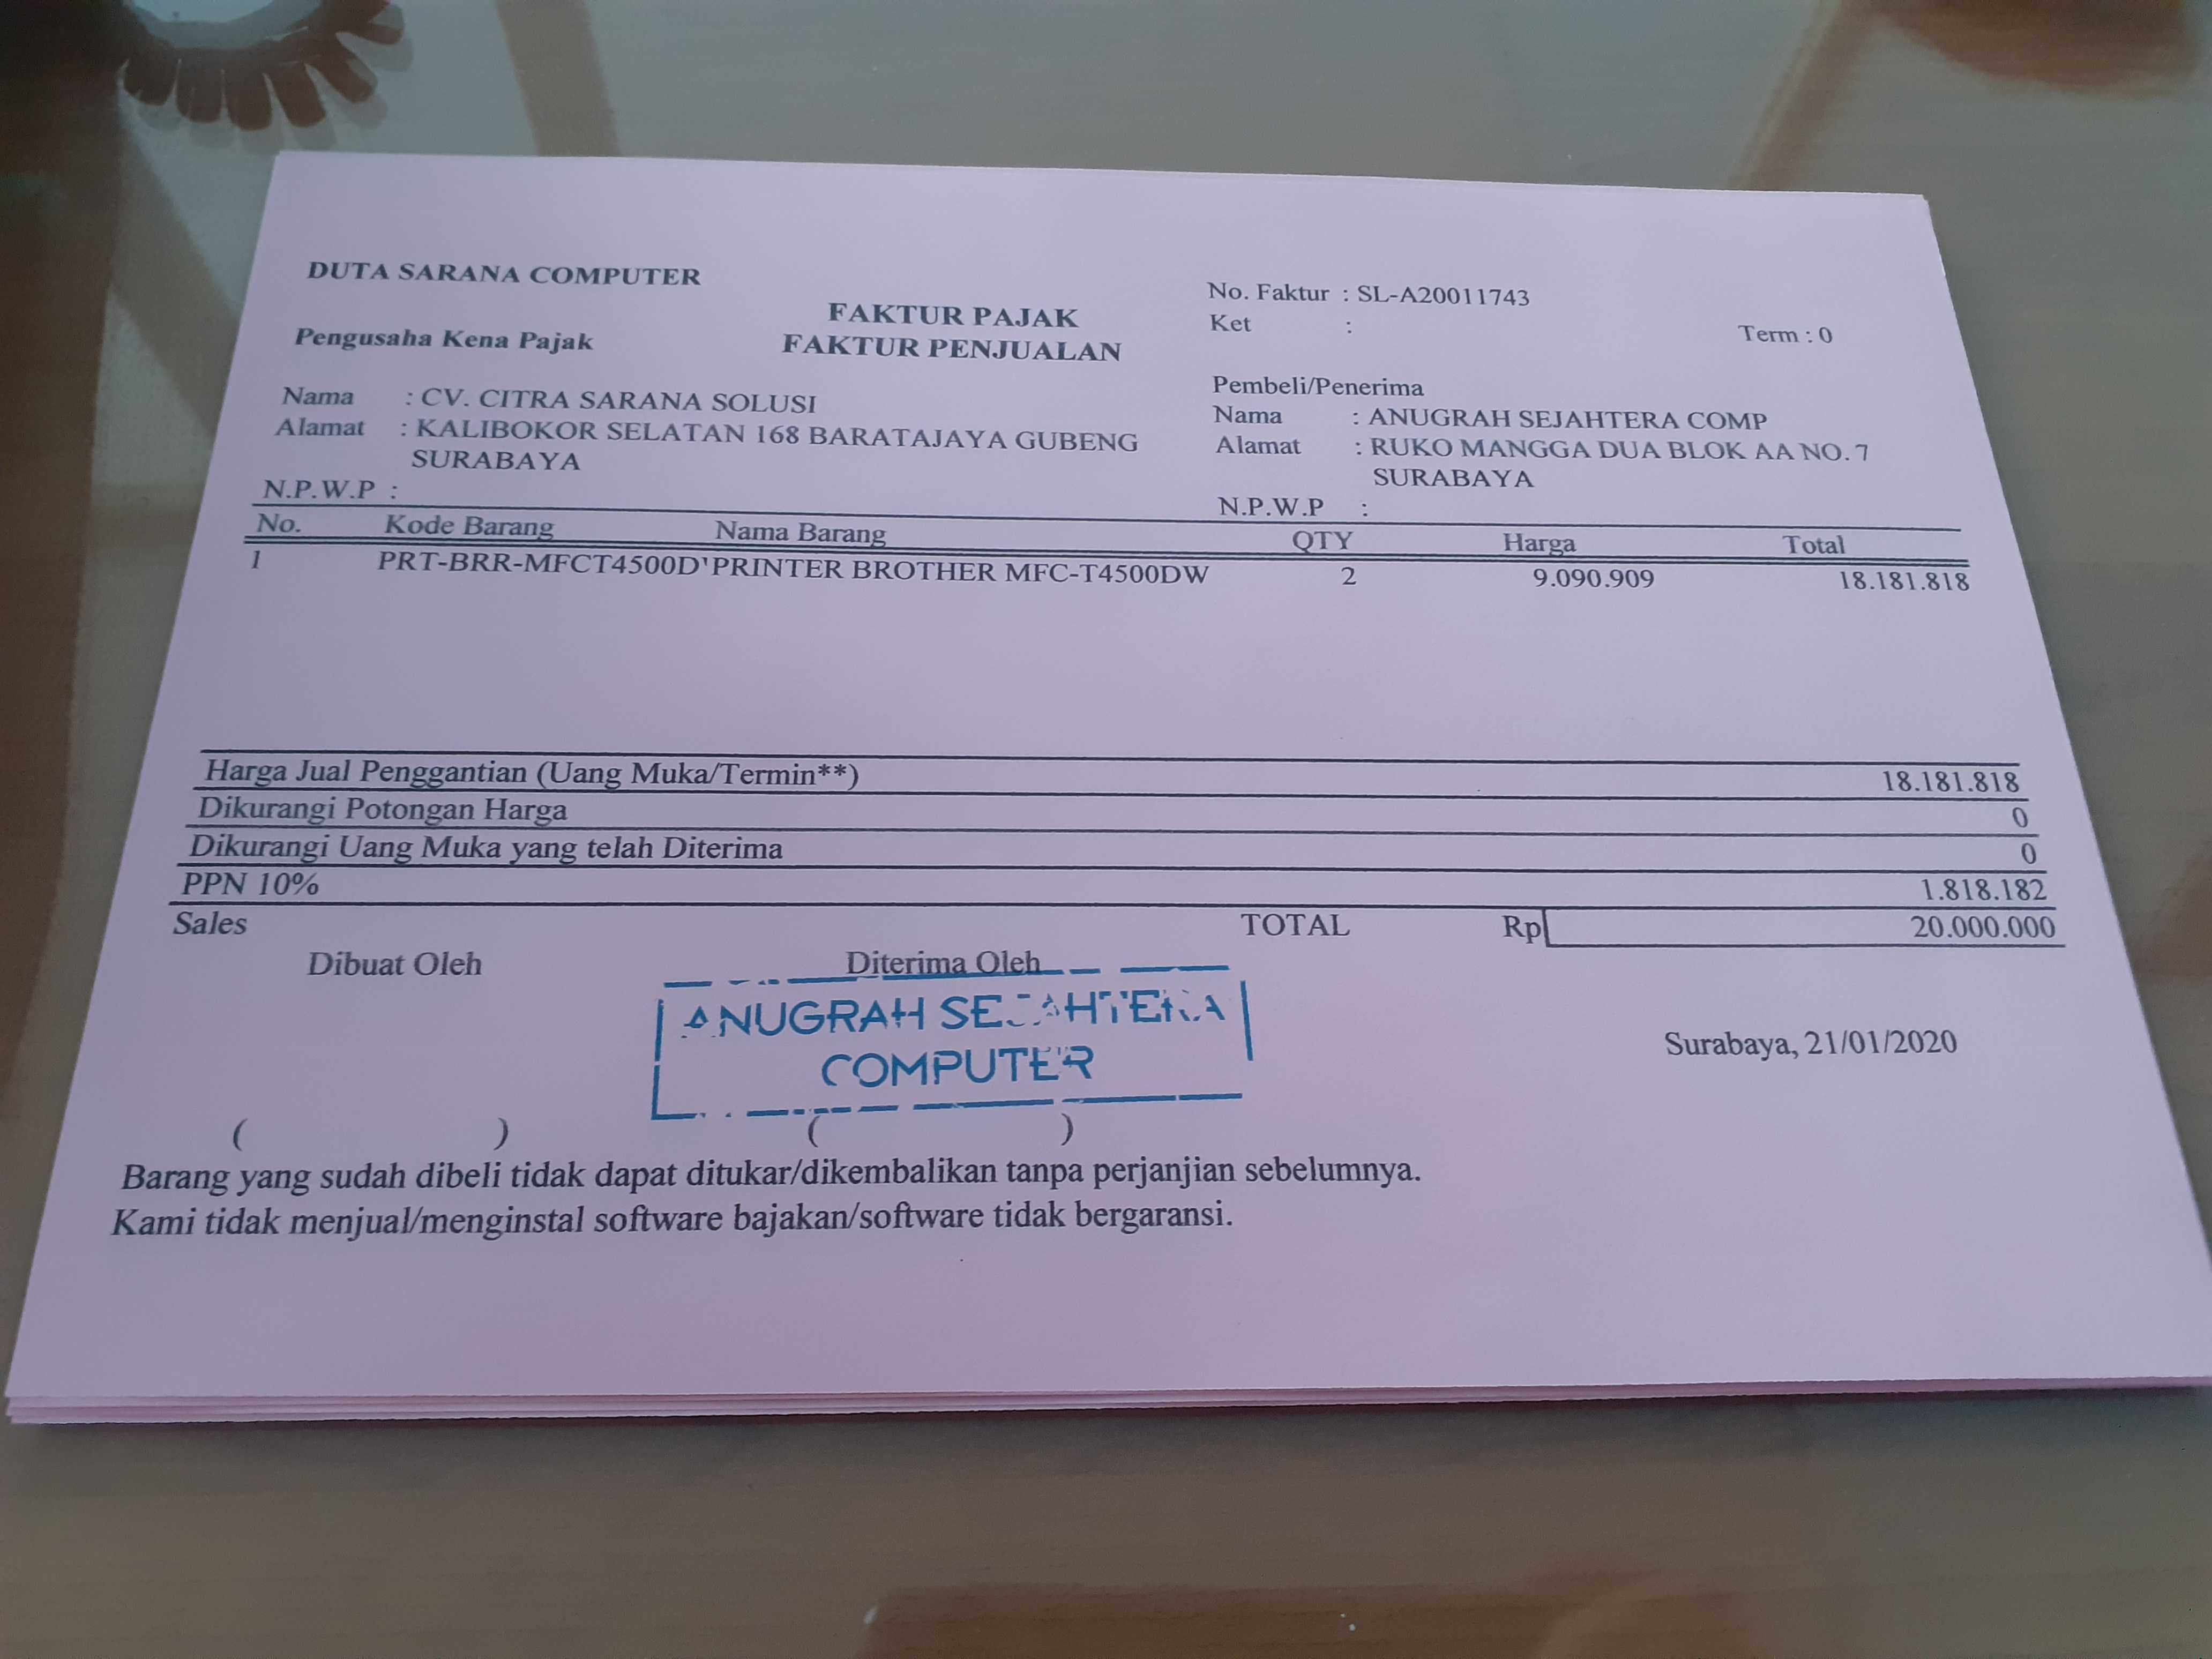 DUTA SARANA COMPUTER
Pengusaha Kena Pajak
FAKTUR PAJAK
FAKTUR PENJUALAN
No. Faktur : SL-A20011743
Ket :
Term : 0
Nama : CV. CITRA SARANA SOLUSI
Alamat : KALIBOKOR SELATAN 168 BARATAJAYA GUBENG
SURABAYA
N.P.W.P :
Pembeli/Penerima
Nama : ANUGRAH SEJAHTERA COMP
Alamat : RUKO MANGGA DUA BLOK AA NO. 7
SURABAYA
N.P.W.P :
No. Kode Barang Nama Barang QTY Harga Total
1 PRT-BRR-MFCT4500D'PRINTER BROTHER MFC-T4500DW 2 9.090.909 18.181.818
Harga Jual Penggantian (Uang Muka/Termin**) 18.181.818
Dikurangi Potongan Harga 0
Dikurangi Uang Muka yang telah Diterima 0
PPN 10% 1.818.182
Sales TOTAL Rp 20.000.000
Dibuat Oleh Diterima Oleh
ANUGRAH SEJAHTERA
COMPUTER
Surabaya, 21/01/2020
( ) ( )
Barang yang sudah dibeli tidak dapat ditukar/dikembalikan tanpa perjanjian sebelumnya.
Kami tidak menjual/menginstal software bajakan/software tidak bergaransi.